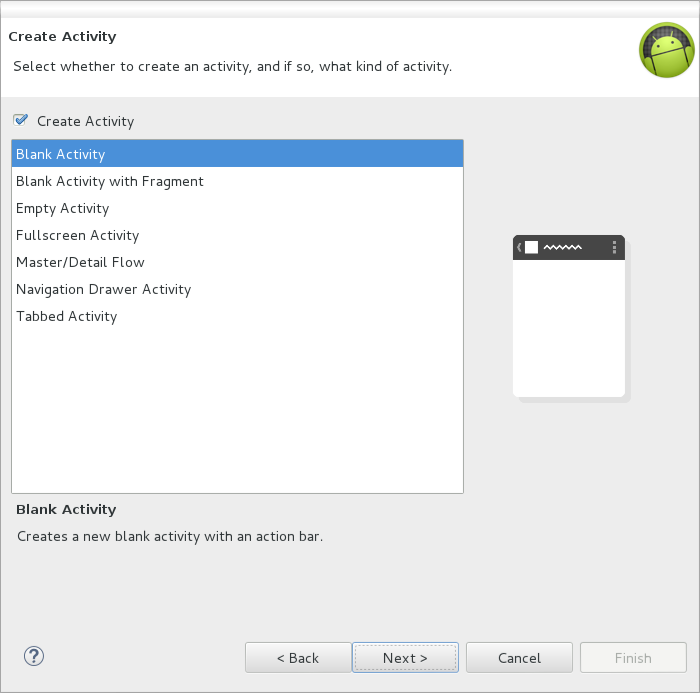 Create Activity
Select whether to create an activity, and if so, what kind of activity.
Create Activity
Blank Activity
Blank Activity with Fragment
Empty Activity
Fullscreen Activity
Master/Detail Flow
Navigation Drawer Activity
Tabbed Activity
Blank Activity
Creates a new blank activity with an action bar.
? < Back Next > Cancel Finish